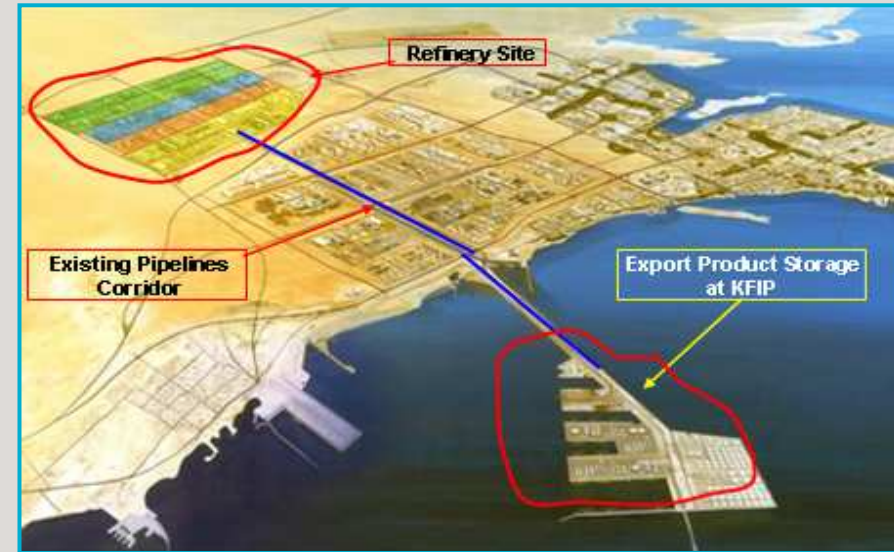 Refinery Site
Existing Pipelines
Corridor
Export Product Storage
at KFIP